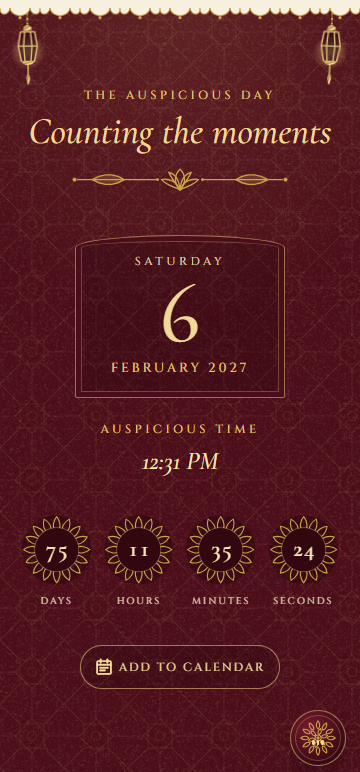 THE AUSPICIOUS DAY
Counting the moments
SATURDAY
6
FEBRUARY 2027
AUSPICIOUS TIME
12:31 PM
75 11 35 24
DAYS HOURS MINUTES SECONDS
ADD TO CALENDAR